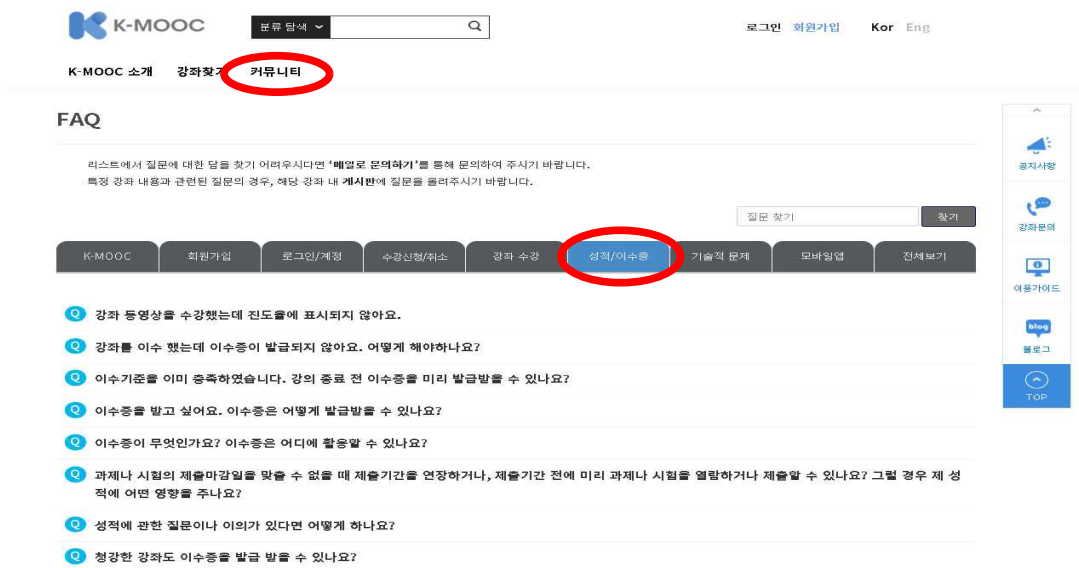 K-MOOC
분류 탐색
로그인 회원가입 Kor Eng
K-MOOC 소개 강좌찾기 커뮤니티
FAQ
리스트에서 질문에 대한 답을 찾기 어려우시다면 '메일로 문의하기'를 통해 문의하여 주시기 바랍니다.
특정 강좌 내용과 관련된 질문의 경우, 해당 강좌 내 게시판에 질문을 올려주시기 바랍니다.
질문 찾기 찾기
K-MOOC 회원가입 로그인/계정 수강신청/취소 강좌 수강 성적/이수증 기술적 문제 모바일앱 전체보기
Q 강좌 동영상을 수강했는데 진도율에 표시되지 않아요.
Q 강좌를 이수 했는데 이수증이 발급되지 않아요. 어떻게 해야하나요?
Q 이수기준을 이미 충족하였습니다. 강의 종료 전 이수증을 미리 발급받을 수 있나요?
Q 이수증을 받고 싶어요. 이수증은 어떻게 발급받을 수 있나요?
Q 이수증이 무엇인가요? 이수증은 어디에 활용할 수 있나요?
Q 과제나 시험의 제출마감일을 맞출 수 없을 때 제출기간을 연장하거나, 제출기간 전에 미리 과제나 시험을 열람하거나 제출할 수 있나요? 그럴 경우 제 성
적에 어떤 영향을 주나요?
Q 성적에 관한 질문이나 이의가 있다면 어떻게 하나요?
Q 청강한 강좌도 이수증을 발급 받을 수 있나요?
공지사항
강좌문의
이용가이드
blog
블로그
TOP